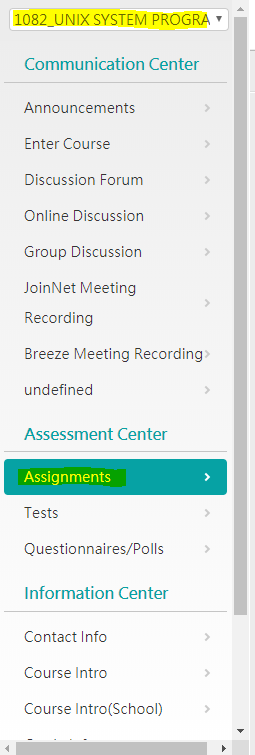 1082_UNIX SYSTEM PROGRA
Communication Center
Announcements
Enter Course
Discussion Forum
Online Discussion
Group Discussion
JoinNet Meeting
Recording
Breeze Meeting Recording
undefined
Assessment Center
Assignments
Tests
Questionnaires/Polls
Information Center
Contact Info
Course Intro
Course Intro(School)